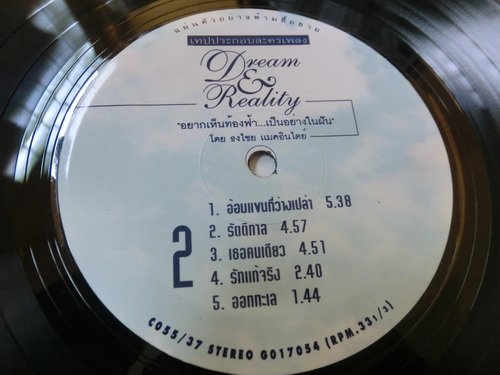 แผ่นตัวอย่างห้ามซื้อขาย
เทปประกอบละครเพลง
Dream
&
Reality
"อยากเห็นท้องฟ้า...เป็นอย่างในฝัน"
โดย ธงไชย แมคอินไตย์
2
1. อ้อมแขนที่ว่างเปล่า 5.38
2. รัตติกาล 4.57
3. เธอคนเดียว 4.51
4. รักแท้จริง 2.40
5. ออกทะเล 1.44
C055/37 STEREO G017054 (RPM.33 1/3)